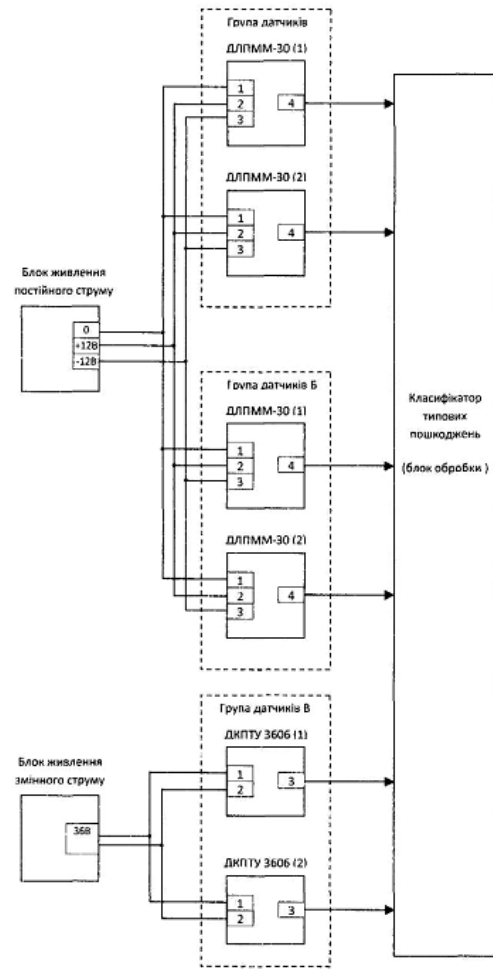 Група датчиків
ДЛПММ-30 (1)
1
2
3
4
ДЛПММ-30 (2)
1
2
3
4
Блок живлення
постійного струму
0
+12В
-12В
Група датчиків Б
ДЛПММ-30 (1)
1
2
3
4
ДЛПММ-30 (2)
1
2
3
4
Класифікатор
типових
пошкоджень
(блок обробки )
Група датчиків В
ДКПТУ 3606 (1)
1
2
3
Блок живлення
змінного струму
36В
ДКПТУ 3606 (2)
1
2
3